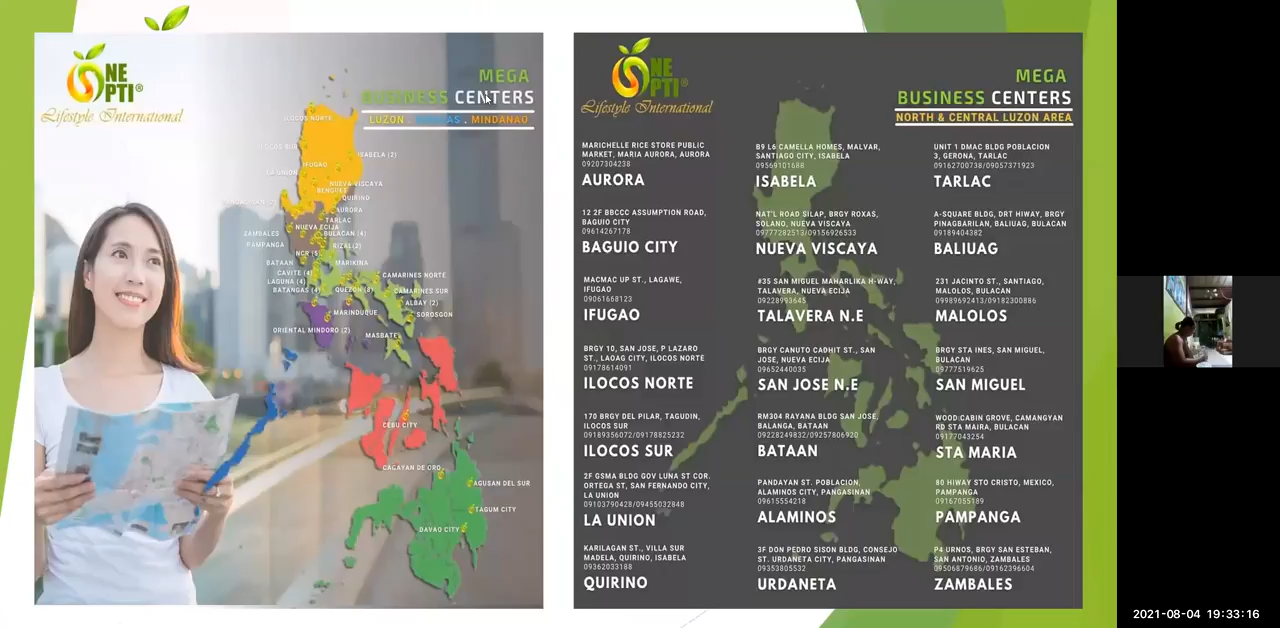 NE
PTI®
Lifestyle International
MEGA
BUSINESS CENTERS
LUZON . VISAYAS . MINDANAO
ILOCOS NORTE
ILOCOS SUR
ISABELA (2)
IFUGAO
LA UNION
NUEVA VISCAYA
BENGUET
QUIRINO
AURORA
TARLAC
NUEVA ECIJA
ZAMBALES
BULACAN (4)
PAMPANGA
RIZAL(2)
NCR (5)
BATAAN
MARIKINA
CAVITE (4)
CAMARINES NORTE
LAGUNA (4)
BATANGAS (4)
QUEZON (8)
CAMARINES SUR
ALBAY (2)
MARINDUQUE
SOROSGON
ORIENTAL MINDORO (2)
MASBATE
CEBU CITY
CAGAYAN DE ORO
AGUSAN DEL SUR
TAGUM CITY
DAVAO CITY
NE
PTI®
Lifestyle International
MEGA
BUSINESS CENTERS
NORTH & CENTRAL LUZON AREA
MARICHELLE RICE STORE PUBLIC
MARKET, MARIA AURORA, AURORA
09207304238
AURORA
12 2F BBCCC ASSUMPTION ROAD,
BAGUIO CITY
09614267178
BAGUIO CITY
MACMAC UP ST., LAGAWE,
IFUGAO
09061668123
IFUGAO
BRGY 10, SAN JOSE, P LAZARO
ST., LAOAG CITY, ILOCOS NORTE
09178614091
ILOCOS NORTE
170 BRGY DEL PILAR, TAGUDIN,
ILOCOS SUR
09189356072/09178825232
ILOCOS SUR
2F GSMA BLDG GOV LUNA ST COR.
ORTEGA ST, SAN FERNANDO CITY,
LA UNION
09103790428/09455032848
LA UNION
KARILAGAN ST., VILLA SUR
MADELA, QUIRINO, ISABELA
09362033188
QUIRINO
B9 L6 CAMELLA HOMES, MALVAR,
SANTIAGO CITY, ISABELA
09569101688
ISABELA
NAT'L ROAD SILAP, BRGY ROXAS,
SOLANO, NUEVA VISCAYA
09777282513/09156926533
NUEVA VISCAYA
#35 SAN MIGUEL MAHARLIKA H-WAY,
TALAVERA, NUEVA ECIJA
09228993645
TALAVERA N.E
BRGY CANUTO CADHIT ST., SAN
JOSE, NUEVA ECIJA
09652440035
SAN JOSE N.E
RM304 RAYANA BLDG SAN JOSE,
BALANGA, BATAAN
09228249832/09257806920
BATAAN
PANDAYAN ST. POBLACION,
ALAMINOS CITY, PANGASINAN
09615554218
ALAMINOS
3F DON PEDRO SISON BLDG, CONSEJO
ST. URDANETA CITY, PANGASINAN
09353805532
URDANETA
UNIT 1 DMAC BLDG POBLACION
3, GERONA, TARLAC
09162700738/09057371923
TARLAC
A-SQUARE BLDG, DRT HIWAY, BRGY
PINAGBARILAN, BALIUAG, BULACAN
09189404382
BALIUAG
231 JACINTO ST., SANTIAGO,
MALOLOS, BULACAN
09989692413/09182300886
MALOLOS
BRGY STA INES, SAN MIGUEL,
BULACAN
09777519625
SAN MIGUEL
WOOD CABIN GROVE, CAMANGYAN
RD STA MAIRA, BULACAN
09177043254
STA MARIA
80 HIWAY STO CRISTO, MEXICO,
PAMPANGA
09167055189
PAMPANGA
P4 URNOS, BRGY SAN ESTEBAN,
SAN ANTONIO, ZAMBALES
09506879686/09162396604
ZAMBALES
2021-08-04 19:33:16